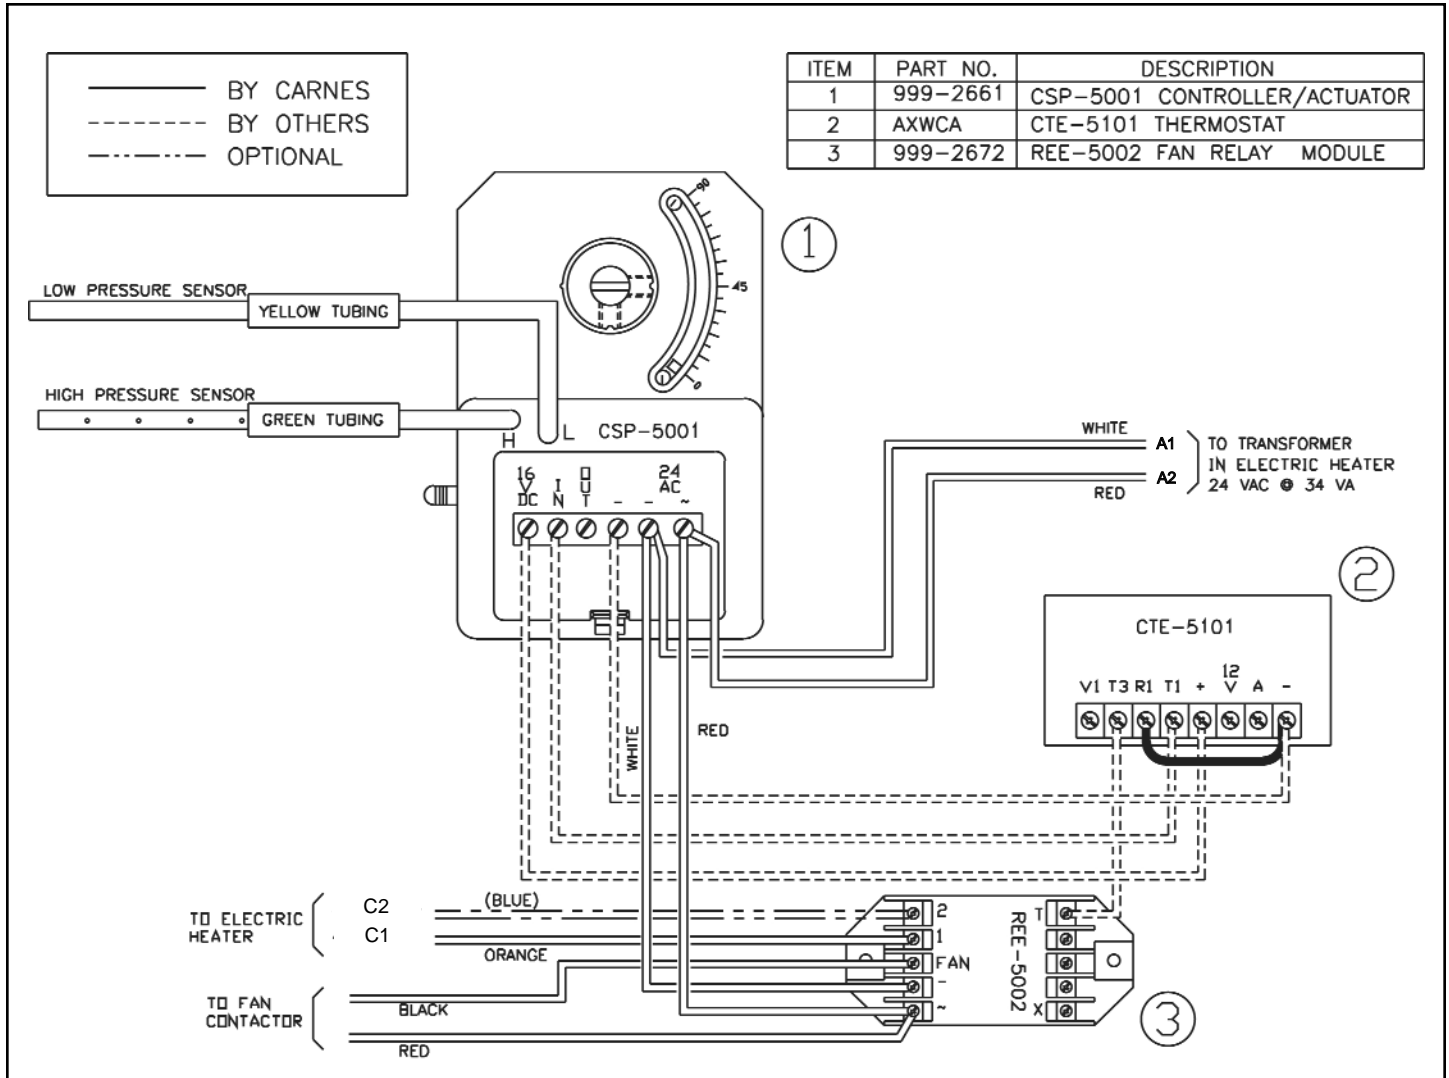 BY CARNES
BY OTHERS
OPTIONAL
ITEM PART NO. DESCRIPTION
1 999-2661 CSP-5001 CONTROLLER/ACTUATOR
2 AXWCA CTE-5101 THERMOSTAT
3 999-2672 REE-5002 FAN RELAY MODULE
1
90
45
0
LOW PRESSURE SENSOR
YELLOW TUBING
HIGH PRESSURE SENSOR
GREEN TUBING
H
L
CSP-5001
16 V DC
IN
OUT
-
-
24 AC
~
WHITE
A1
A2
RED
TO TRANSFORMER
IN ELECTRIC HEATER
24 VAC @ 34 VA
2
CTE-5101
V1 T3 R1 T1 + 12 V A -
WHITE
RED
TO ELECTRIC
HEATER
C2
C1
(BLUE)
ORANGE
TO FAN
CONTACTOR
BLACK
RED
2
1
FAN
-
~
REE-5002
T
X
3